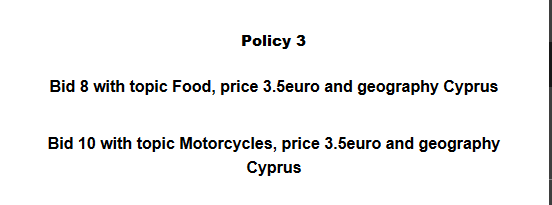 Policy 3
Bid 8 with topic Food, price 3.5euro and geography Cyprus
Bid 10 with topic Motorcycles, price 3.5euro and geography
Cyprus